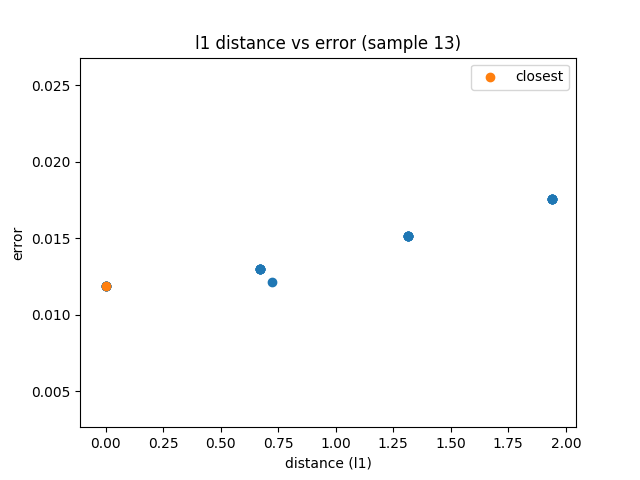 l1 distance vs error (sample 13)
closest
0.025
0.020
0.015
0.010
0.005
error
0.00 0.25 0.50 0.75 1.00 1.25 1.50 1.75 2.00
distance (l1)